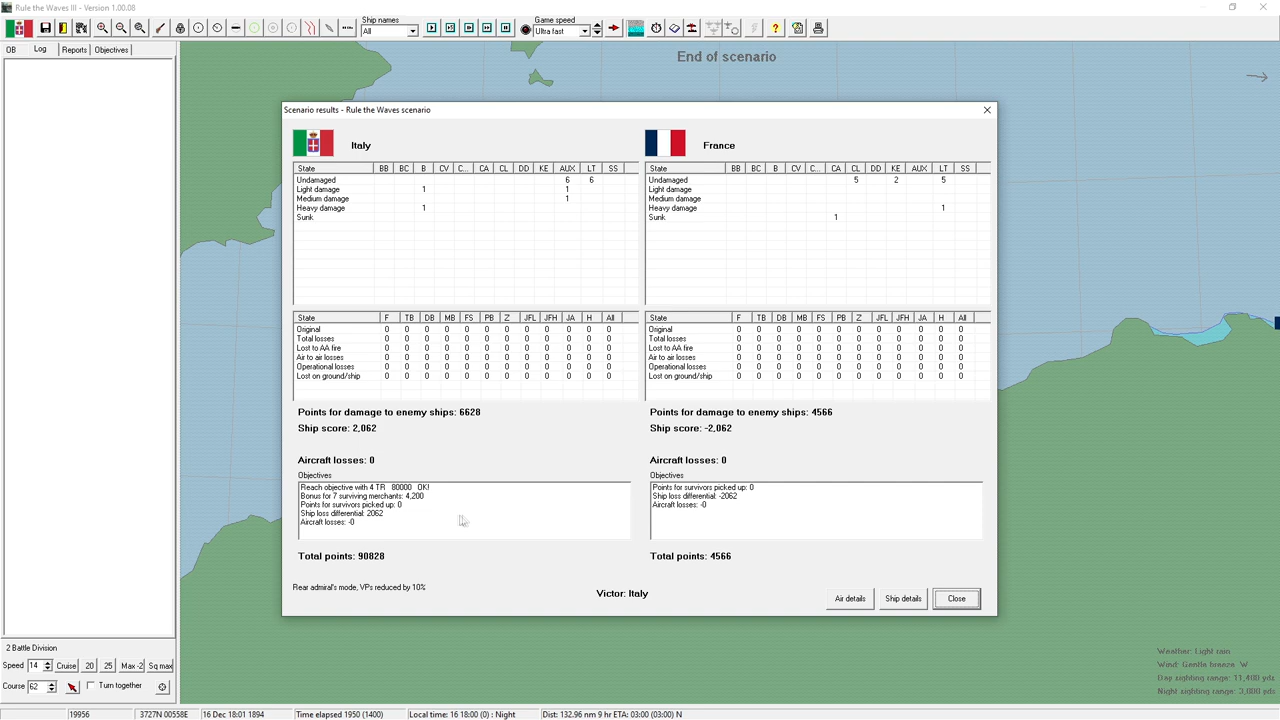 Rule the Waves III - Version 1.00.08
Ship names
All
Game speed
Ultra fast
OB Log Reports Objectives
End of scenario
Scenario results - Rule the Waves scenario
Italy
State BB BC B CV C... CA CL DD KE AUX LT SS
Undamaged 6 6
Light damage 1 1
Medium damage 1
Heavy damage 1
Sunk
State F TB DB MB FS PB Z JFL JFH JA H All
Original 0 0 0 0 0 0 0 0 0 0 0 0
Total losses 0 0 0 0 0 0 0 0 0 0 0 0
Lost to AA fire 0 0 0 0 0 0 0 0 0 0 0 0
Air to air losses 0 0 0 0 0 0 0 0 0 0 0 0
Operational losses 0 0 0 0 0 0 0 0 0 0 0 0
Lost on ground/ship 0 0 0 0 0 0 0 0 0 0 0 0
Points for damage to enemy ships: 6628
Ship score: 2,062
Aircraft losses: 0
Objectives
Reach objective with 4 TR 80000 OK!
Bonus for 7 surviving merchants: 4,200
Points for survivors picked up: 0
Ship loss differential: 2062
Aircraft losses: -0
Total points: 90828
Rear admiral's mode, VPs reduced by 10%
France
State BB BC B CV C... CA CL DD KE AUX LT SS
Undamaged 5 2 5
Light damage
Medium damage
Heavy damage 1
Sunk 1
State F TB DB MB FS PB Z JFL JFH JA H All
Original 0 0 0 0 0 0 0 0 0 0 0 0
Total losses 0 0 0 0 0 0 0 0 0 0 0 0
Lost to AA fire 0 0 0 0 0 0 0 0 0 0 0 0
Air to air losses 0 0 0 0 0 0 0 0 0 0 0 0
Operational losses 0 0 0 0 0 0 0 0 0 0 0 0
Lost on ground/ship 0 0 0 0 0 0 0 0 0 0 0 0
Points for damage to enemy ships: 4566
Ship score: -2,062
Aircraft losses: 0
Objectives
Points for survivors picked up: 0
Ship loss differential: -2062
Aircraft losses: -0
Total points: 4566
Victor: Italy
Air details Ship details Close
2 Battle Division
Speed 14 Cruise 20 25 Max -2 Sq max
Course 62 Turn together
Weather: Light rain
Wind: Gentle breeze W
Day sighting range: 11,400 yds
Night sighting range: 3,000 yds
19956 3727N 00558E 16 Dec 18:01 1894 Time elapsed 1950 (1400) Local time: 16 18:00 (0) : Night Dist: 132.96 nm 9 hr ETA: 03:00 (03:00) N